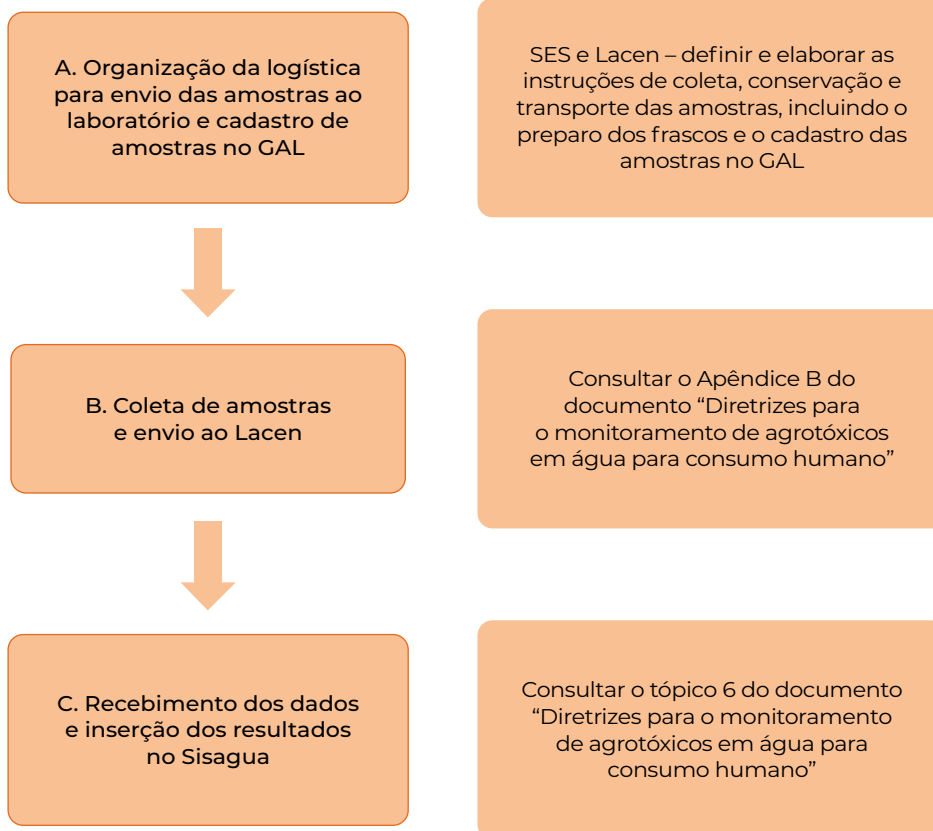 A. Organização da logística
para envio das amostras ao
laboratório e cadastro de
amostras no GAL
SES e Lacen – definir e elaborar as
instruções de coleta, conservação e
transporte das amostras, incluindo o
preparo dos frascos e o cadastro das
amostras no GAL
B. Coleta de amostras
e envio ao Lacen
Consultar o Apêndice B do
documento “Diretrizes para
o monitoramento de agrotóxicos
em água para consumo humano”
C. Recebimento dos dados
e inserção dos resultados
no Sisagua
Consultar o tópico 6 do documento
“Diretrizes para o monitoramento
de agrotóxicos em água para
consumo humano”